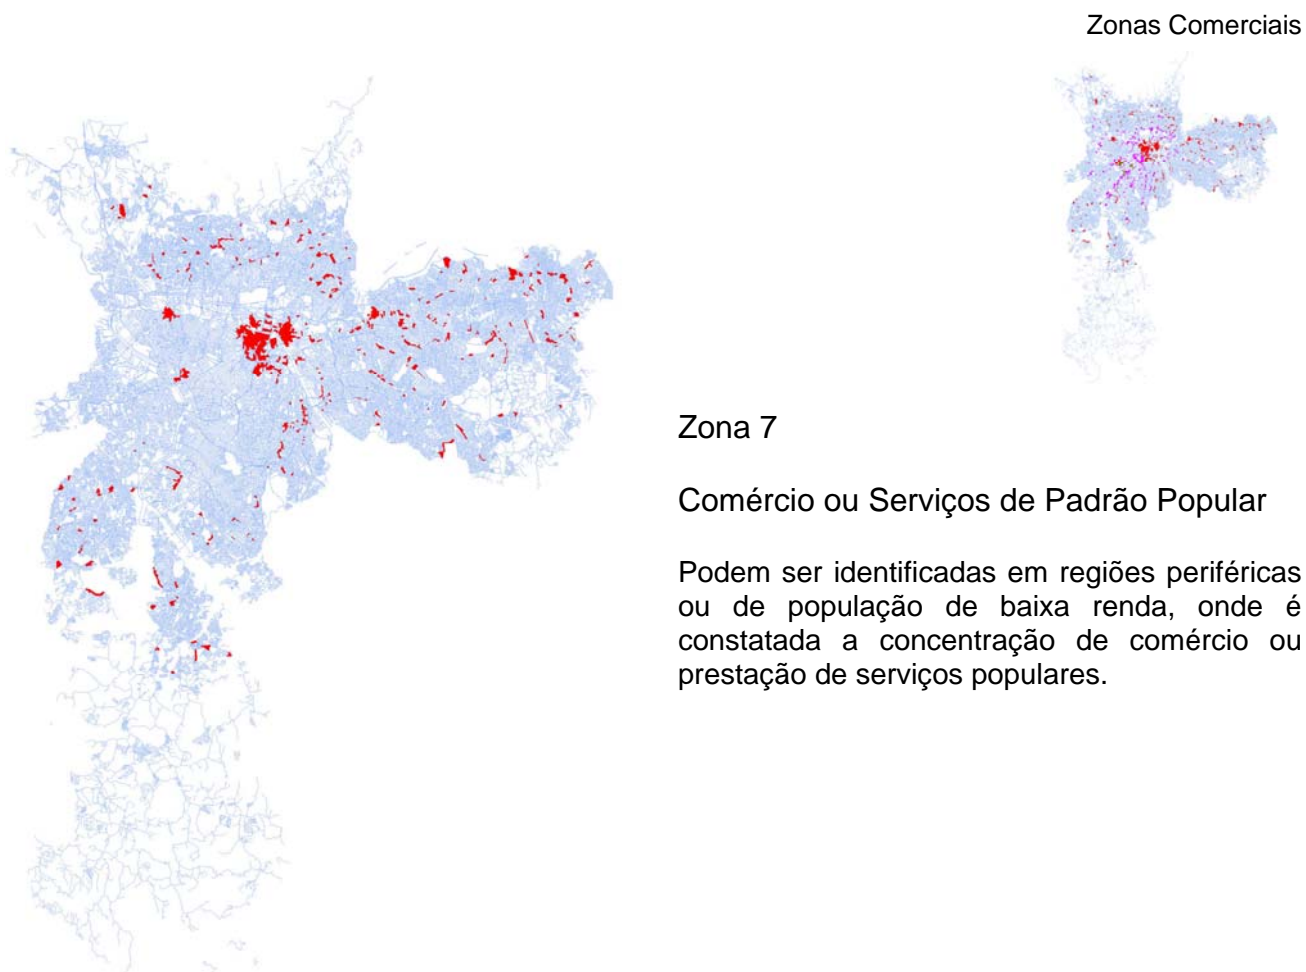 Zonas Comerciais
Zona 7
Comércio ou Serviços de Padrão Popular
Podem ser identificadas em regiões periféricas
ou de população de baixa renda, onde é
constatada a concentração de comércio ou
prestação de serviços populares.